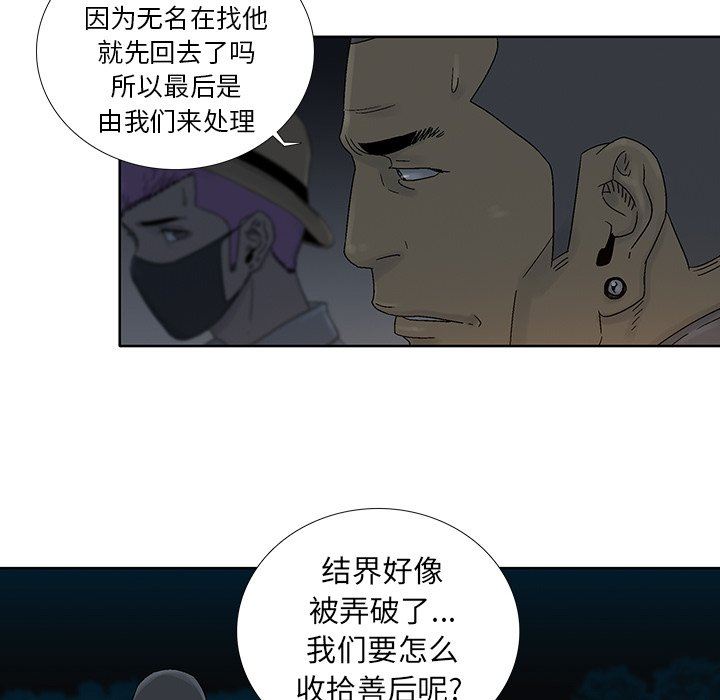 因为无名在找他
就先回去了吗
所以最后是
由我们来处理
结界好像
被弄破了...
我们要怎么
收拾善后呢?